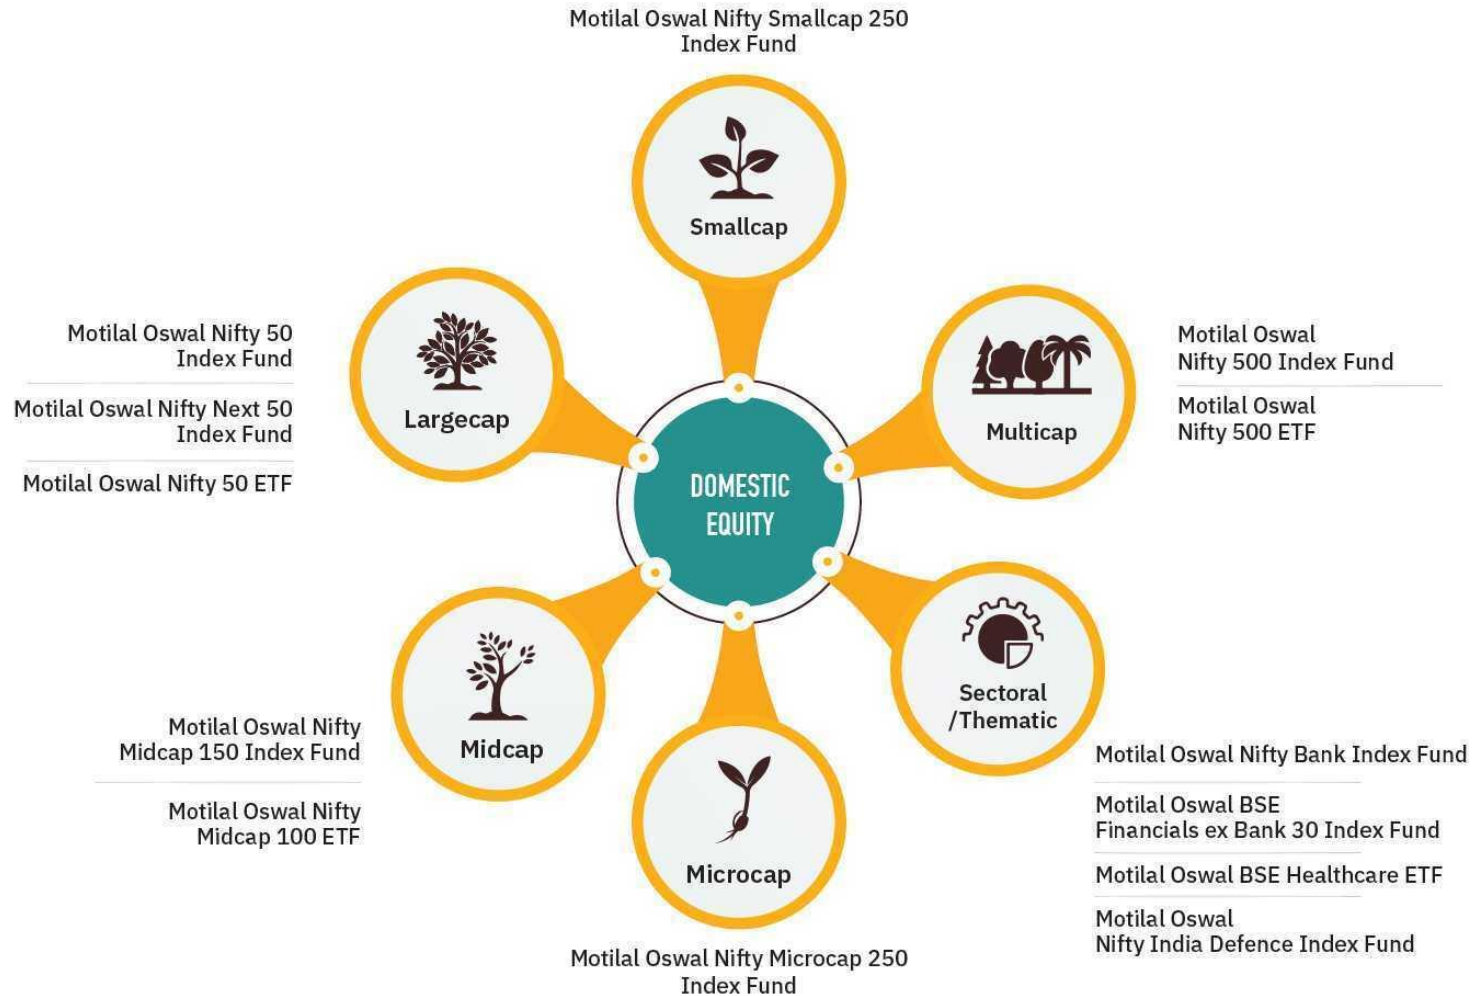 Motilal Oswal Nifty Smallcap 250
Index Fund
Smallcap
Motilal Oswal Nifty 50
Index Fund
Motilal Oswal Nifty Next 50
Index Fund
Motilal Oswal Nifty 50 ETF
Largecap
Multicap
Motilal Oswal
Nifty 500 Index Fund
Motilal Oswal
Nifty 500 ETF
DOMESTIC
EQUITY
Motilal Oswal Nifty
Midcap 150 Index Fund
Motilal Oswal Nifty
Midcap 100 ETF
Midcap
Microcap
Motilal Oswal Nifty Microcap 250
Index Fund
Sectoral
/Thematic
Motilal Oswal Nifty Bank Index Fund
Motilal Oswal BSE
Financials ex Bank 30 Index Fund
Motilal Oswal BSE Healthcare ETF
Motilal Oswal
Nifty India Defence Index Fund